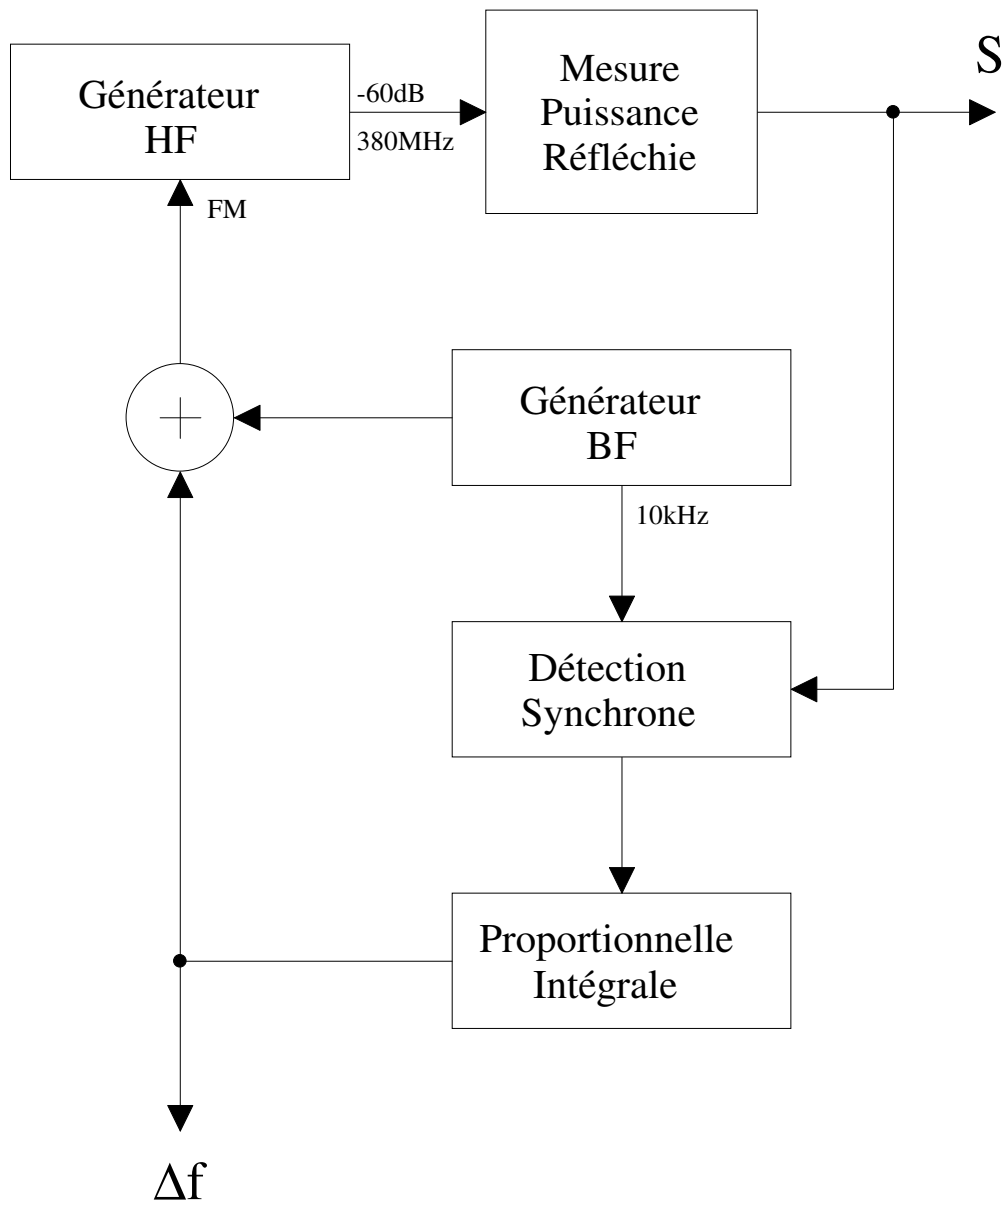 S
Générateur
HF
-60dB
380MHz
Mesure
Puissance
Réfléchie
FM
+
Générateur
BF
10kHz
Détection
Synchrone
Proportionnelle
Intégrale
Δf